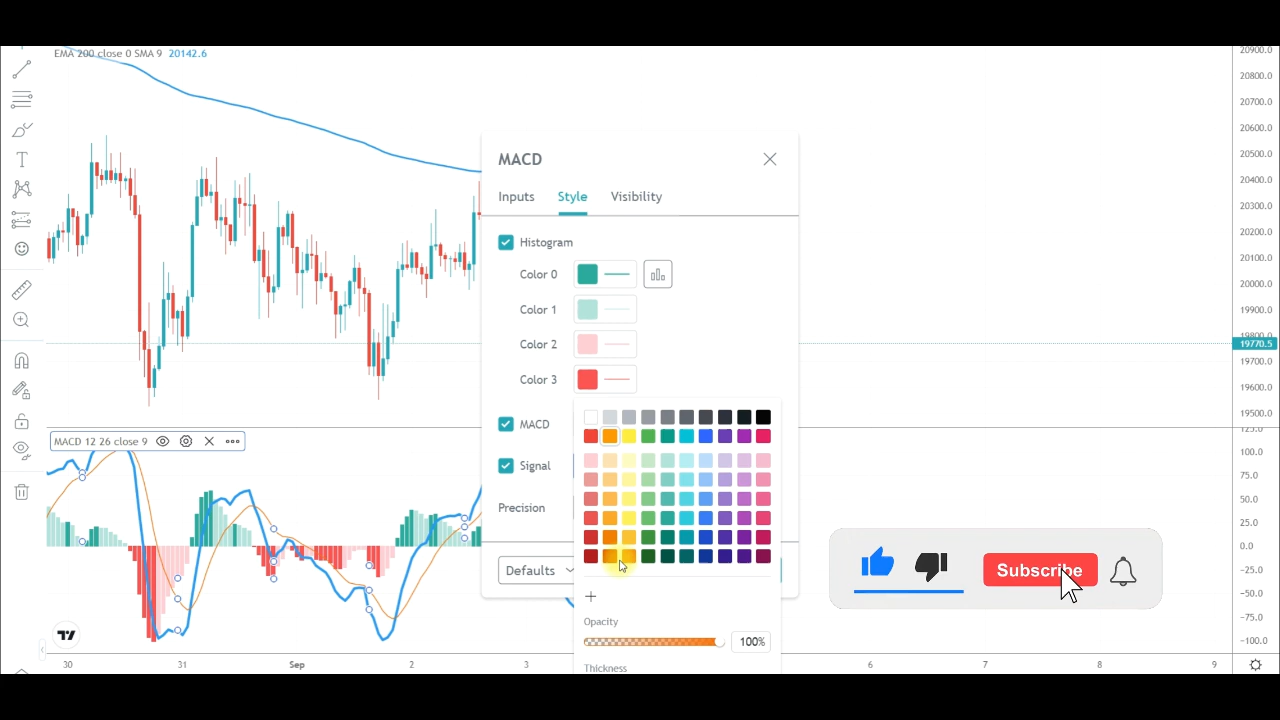 EMA 200 close 0 SMA 9 20142.6
20900.0
20800.0
20700.0
20600.0
20500.0
20400.0
20300.0
20200.0
20100.0
20000.0
19900.0
19800.0
19770.5
19700.0
19600.0
19500.0
MACD
Inputs Style Visibility
Histogram
Color 0
Color 1
Color 2
Color 3
MACD
Signal
Precision
Defaults
Opacity
100%
Thickness
MACD 12 26 close 9
125.0
100.0
75.0
50.0
25.0
0.0
−25.0
−50.0
−75.0
−100.0
Subscribe
30 31 Sep 2 3 6 7 8 9